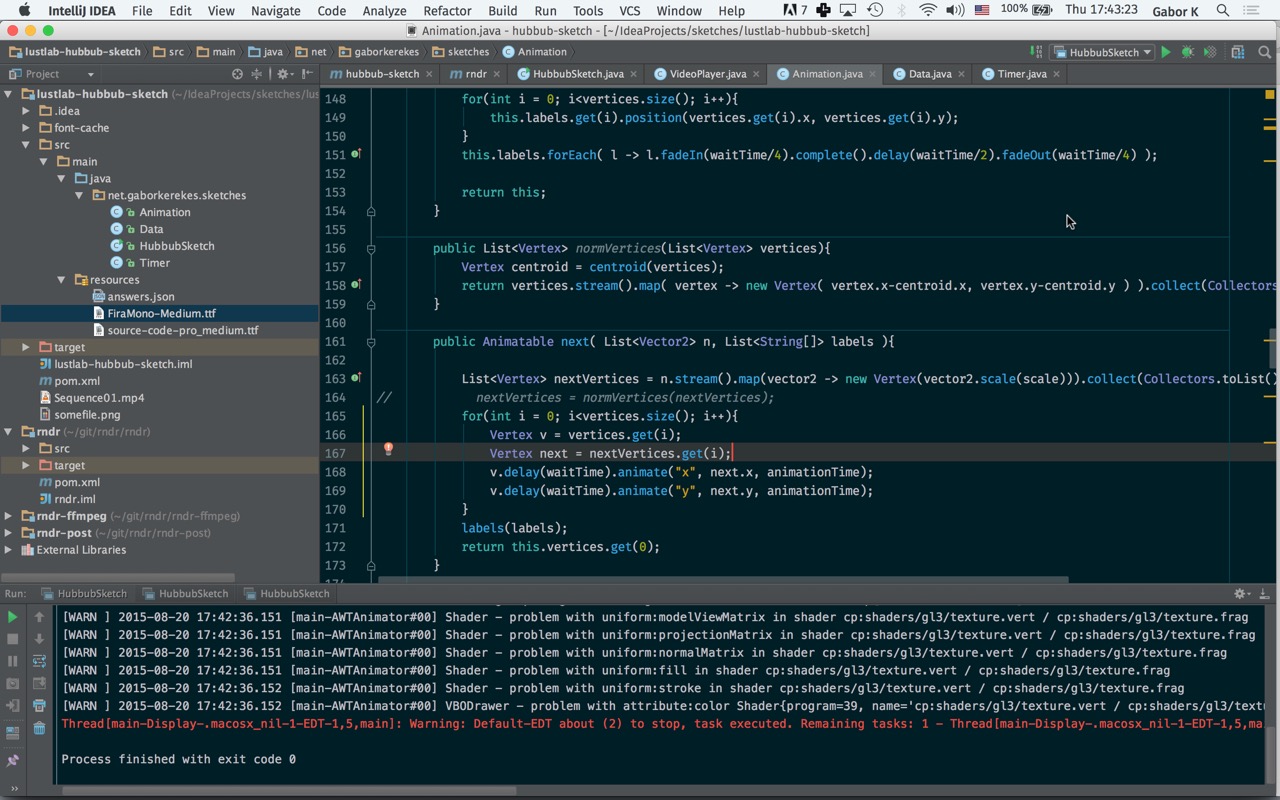 IntelliJ IDEA File Edit View Navigate Code Analyze Refactor Build Run Tools VCS Window Help 7 100% Thu 17:43:23 Gabor K
Animation.java - hubbub-sketch - [~/IdeaProjects/sketches/lustlab-hubbub-sketch]
lustlab-hubbub-sketch src main java net gaborkerekes sketches Animation HubbubSketch
Project hubbub-sketch rndr HubbubSketch.java VideoPlayer.java Animation.java Data.java Timer.java
lustlab-hubbub-sketch (~/IdeaProjects/sketches/lust
.idea
font-cache
src
main
java
net.gaborkerekes.sketches
Animation
Data
HubbubSketch
Timer
resources
answers.json
FiraMono-Medium.ttf
source-code-pro_medium.ttf
target
lustlab-hubbub-sketch.iml
pom.xml
Sequence01.mp4
somefile.png
rndr (~/git/rndr/rndr)
src
target
pom.xml
rndr.iml
rndr-ffmpeg (~/git/rndr/rndr-ffmpeg)
rndr-post (~/git/rndr/rndr-post)
External Libraries
148 for(int i = 0; i<vertices.size(); i++){
149 this.labels.get(i).position(vertices.get(i).x, vertices.get(i).y);
150 }
151 this.labels.forEach( l -> l.fadeIn(waitTime/4).complete().delay(waitTime/2).fadeOut(waitTime/4) );
152
153 return this;
154 }
155
156 public List<Vertex> normVertices(List<Vertex> vertices){
157 Vertex centroid = centroid(vertices);
158 return vertices.stream().map( vertex -> new Vertex( vertex.x-centroid.x, vertex.y-centroid.y ) ).collect(Collectors
159 }
160
161 public Animatable next( List<Vector2> n, List<String[]> labels ){
162
163 List<Vertex> nextVertices = n.stream().map(vector2 -> new Vertex(vector2.scale(scale))).collect(Collectors.toList()
164 // nextVertices = normVertices(nextVertices);
165 for(int i = 0; i<vertices.size(); i++){
166 Vertex v = vertices.get(i);
167 Vertex next = nextVertices.get(i);
168 v.delay(waitTime).animate("x", next.x, animationTime);
169 v.delay(waitTime).animate("y", next.y, animationTime);
170 }
171 labels(labels);
172 return this.vertices.get(0);
173 }
Run: HubbubSketch HubbubSketch HubbubSketch
[WARN ] 2015-08-20 17:42:36.151 [main-AWTAnimator#00] Shader - problem with uniform:modelViewMatrix in shader cp:shaders/gl3/texture.vert / cp:shaders/gl3/texture.frag
[WARN ] 2015-08-20 17:42:36.151 [main-AWTAnimator#00] Shader - problem with uniform:projectionMatrix in shader cp:shaders/gl3/texture.vert / cp:shaders/gl3/texture.frag
[WARN ] 2015-08-20 17:42:36.151 [main-AWTAnimator#00] Shader - problem with uniform:normalMatrix in shader cp:shaders/gl3/texture.vert / cp:shaders/gl3/texture.frag
[WARN ] 2015-08-20 17:42:36.151 [main-AWTAnimator#00] Shader - problem with uniform:fill in shader cp:shaders/gl3/texture.vert / cp:shaders/gl3/texture.frag
[WARN ] 2015-08-20 17:42:36.152 [main-AWTAnimator#00] Shader - problem with uniform:stroke in shader cp:shaders/gl3/texture.vert / cp:shaders/gl3/texture.frag
[WARN ] 2015-08-20 17:42:36.152 [main-AWTAnimator#00] VBODrawer - problem with attribute:color Shader{program=39, name='cp:shaders/gl3/texture.vert / cp:shaders/gl3/textu
Thread[main-Display-.macosx_nil-1-EDT-1,5,main]: Warning: Default-EDT about (2) to stop, task executed. Remaining tasks: 1 - Thread[main-Display-.macosx_nil-1-EDT-1,5,ma
Process finished with exit code 0